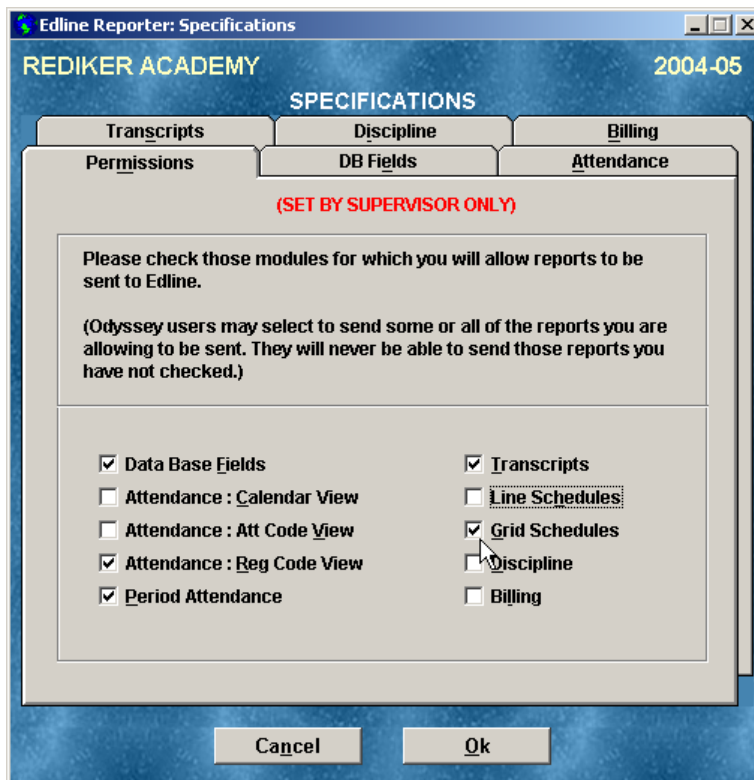 Edline Reporter: Specifications
REDIKER ACADEMY 2004-05
SPECIFICATIONS
Transcripts Discipline Billing
Permissions DB Fields Attendance
(SET BY SUPERVISOR ONLY)
Please check those modules for which you will allow reports to be
sent to Edline.
(Odyssey users may select to send some or all of the reports you are
allowing to be sent. They will never be able to send those reports you
have not checked.)
Data Base Fields
Attendance : Calendar View
Attendance : Att Code View
Attendance : Reg Code View
Period Attendance
Transcripts
Line Schedules
Grid Schedules
Discipline
Billing
Cancel Ok